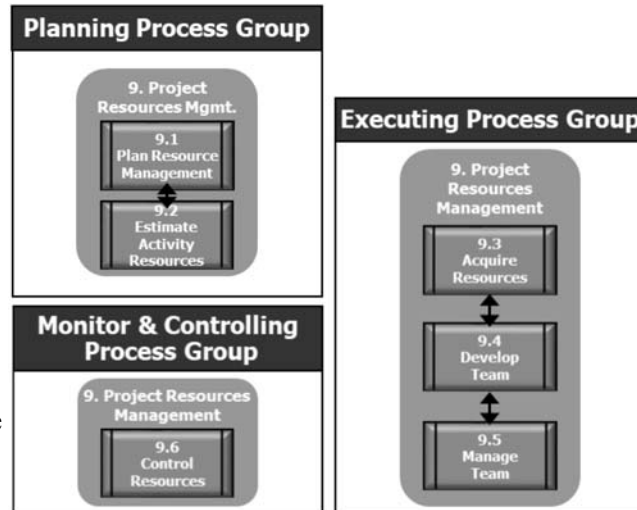 Planning Process Group
9. Project
Resources Mgmt.
9.1
Plan Resource
Management
9.2
Estimate
Activity
Resources
Monitor & Controlling
Process Group
9. Project Resources
Management
9.6
Control
Resources
Executing Process Group
9. Project
Resources
Management
9.3
Acquire
Resources
9.4
Develop
Team
9.5
Manage
Team